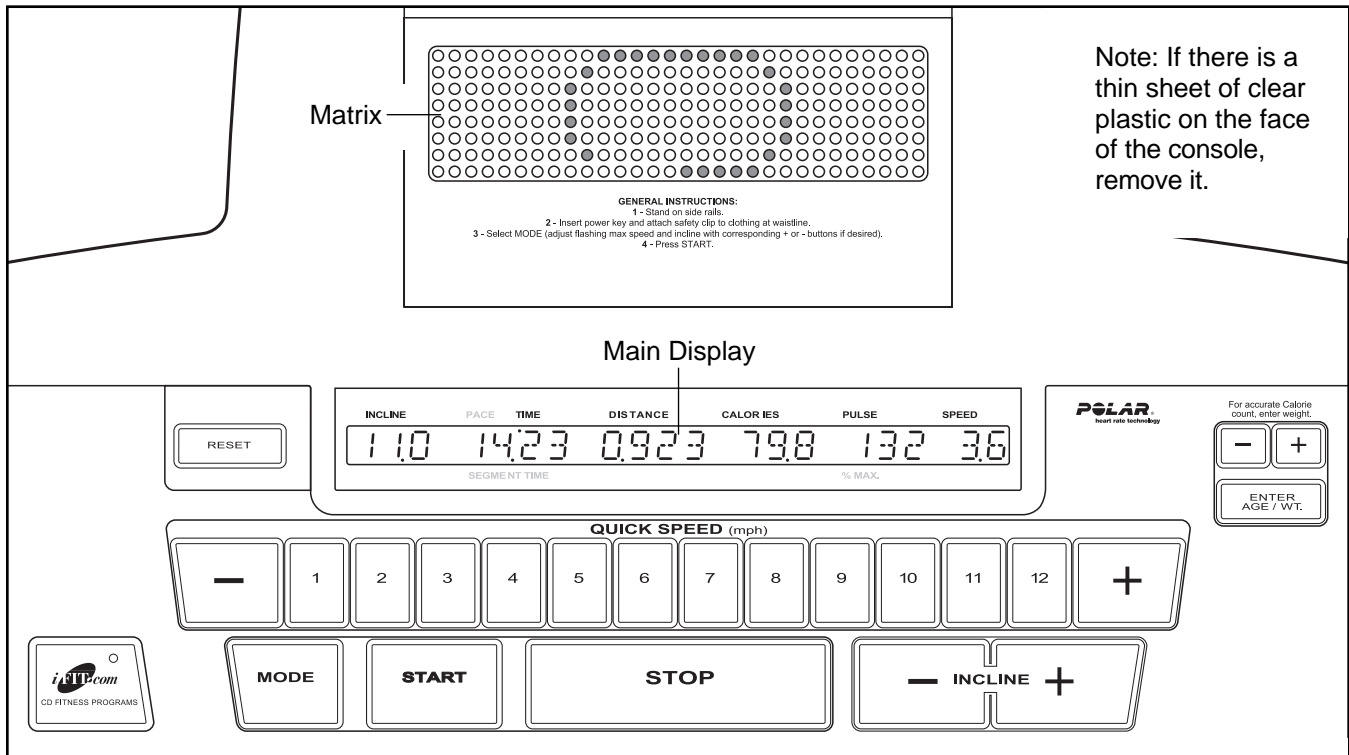 Matrix
Note: If there is a
thin sheet of clear
plastic on the face
of the console,
remove it.
GENERAL INSTRUCTIONS:
1 - Stand on side rails.
2 - Insert power key and attach safety clip to clothing at waistline.
3 - Select MODE (adjust flashing max speed and incline with corresponding + or - buttons if desired).
4 - Press START.
Main Display
RESET
INCLINE PACE TIME DISTANCE CALORIES PULSE SPEED
11.0 14:23 0.923 79.8 132 3.6
SEGMENT TIME % MAX.
POLAR®
heart rate technology
For accurate Calorie
count, enter weight.
- +
ENTER
AGE / WT.
QUICK SPEED (mph)
- 1 2 3 4 5 6 7 8 9 10 11 12 +
iFIT.com
CD FITNESS PROGRAMS
MODE START STOP - INCLINE +